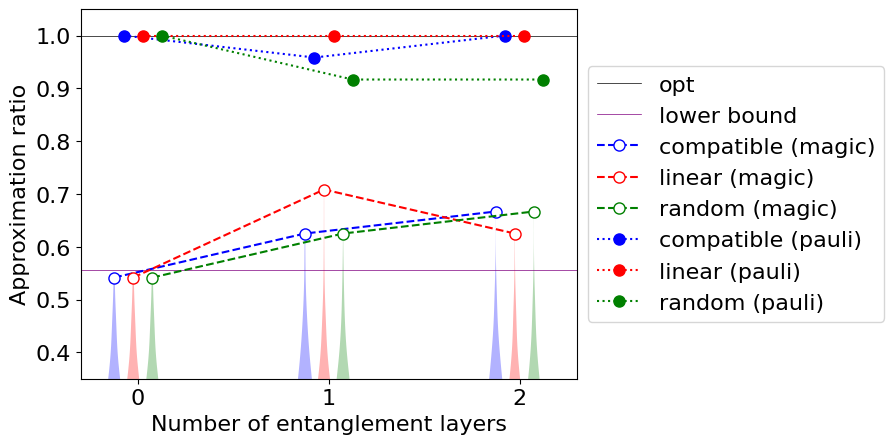 1.0
0.9
0.8
0.7
0.6
0.5
0.4
Approximation ratio
0
1
2
Number of entanglement layers
opt
lower bound
compatible (magic)
linear (magic)
random (magic)
compatible (pauli)
linear (pauli)
random (pauli)